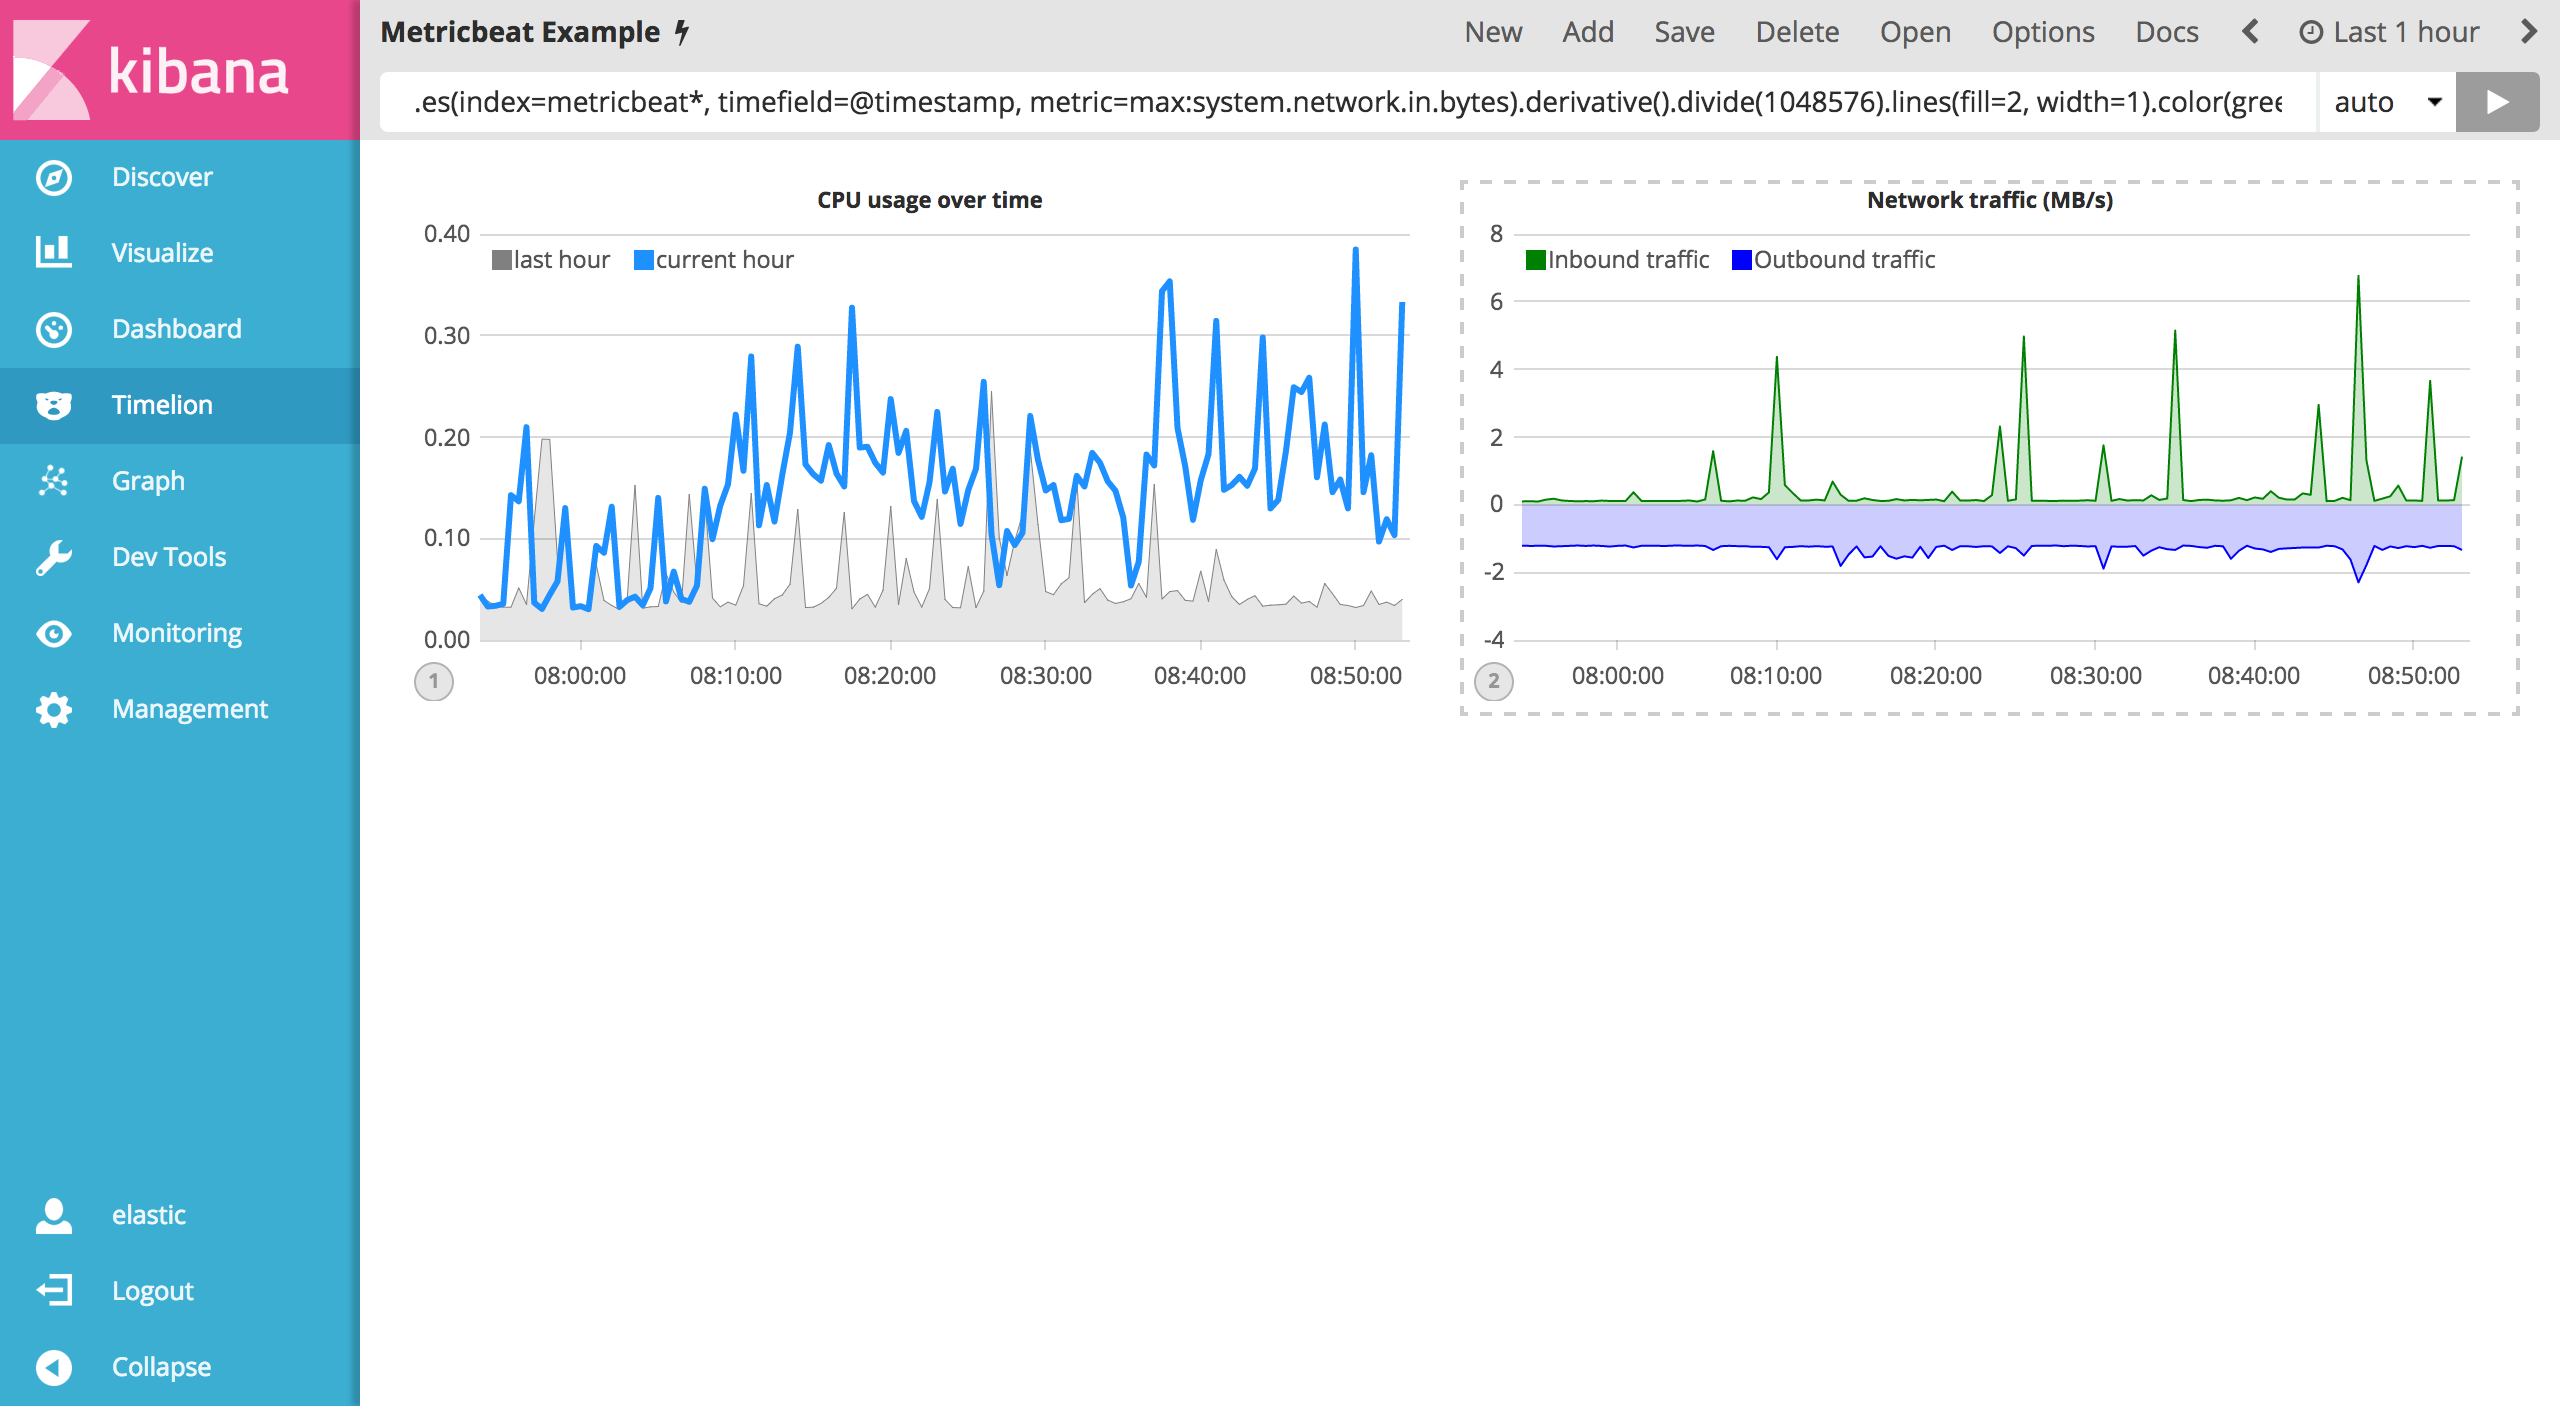 kibana
Discover
Visualize
Dashboard
Timelion
Graph
Dev Tools
Monitoring
Management
elastic
Logout
Collapse
Metricbeat Example
New Add Save Delete Open Options Docs Last 1 hour
.es(index=metricbeat*, timefield=@timestamp, metric=max:system.network.in.bytes).derivative().divide(1048576).lines(fill=2, width=1).color(gree
auto
CPU usage over time
last hour current hour
0.40
0.30
0.20
0.10
0.00
08:00:00 08:10:00 08:20:00 08:30:00 08:40:00 08:50:00
1
Network traffic (MB/s)
Inbound traffic Outbound traffic
8
6
4
2
0
-2
-4
08:00:00 08:10:00 08:20:00 08:30:00 08:40:00 08:50:00
2